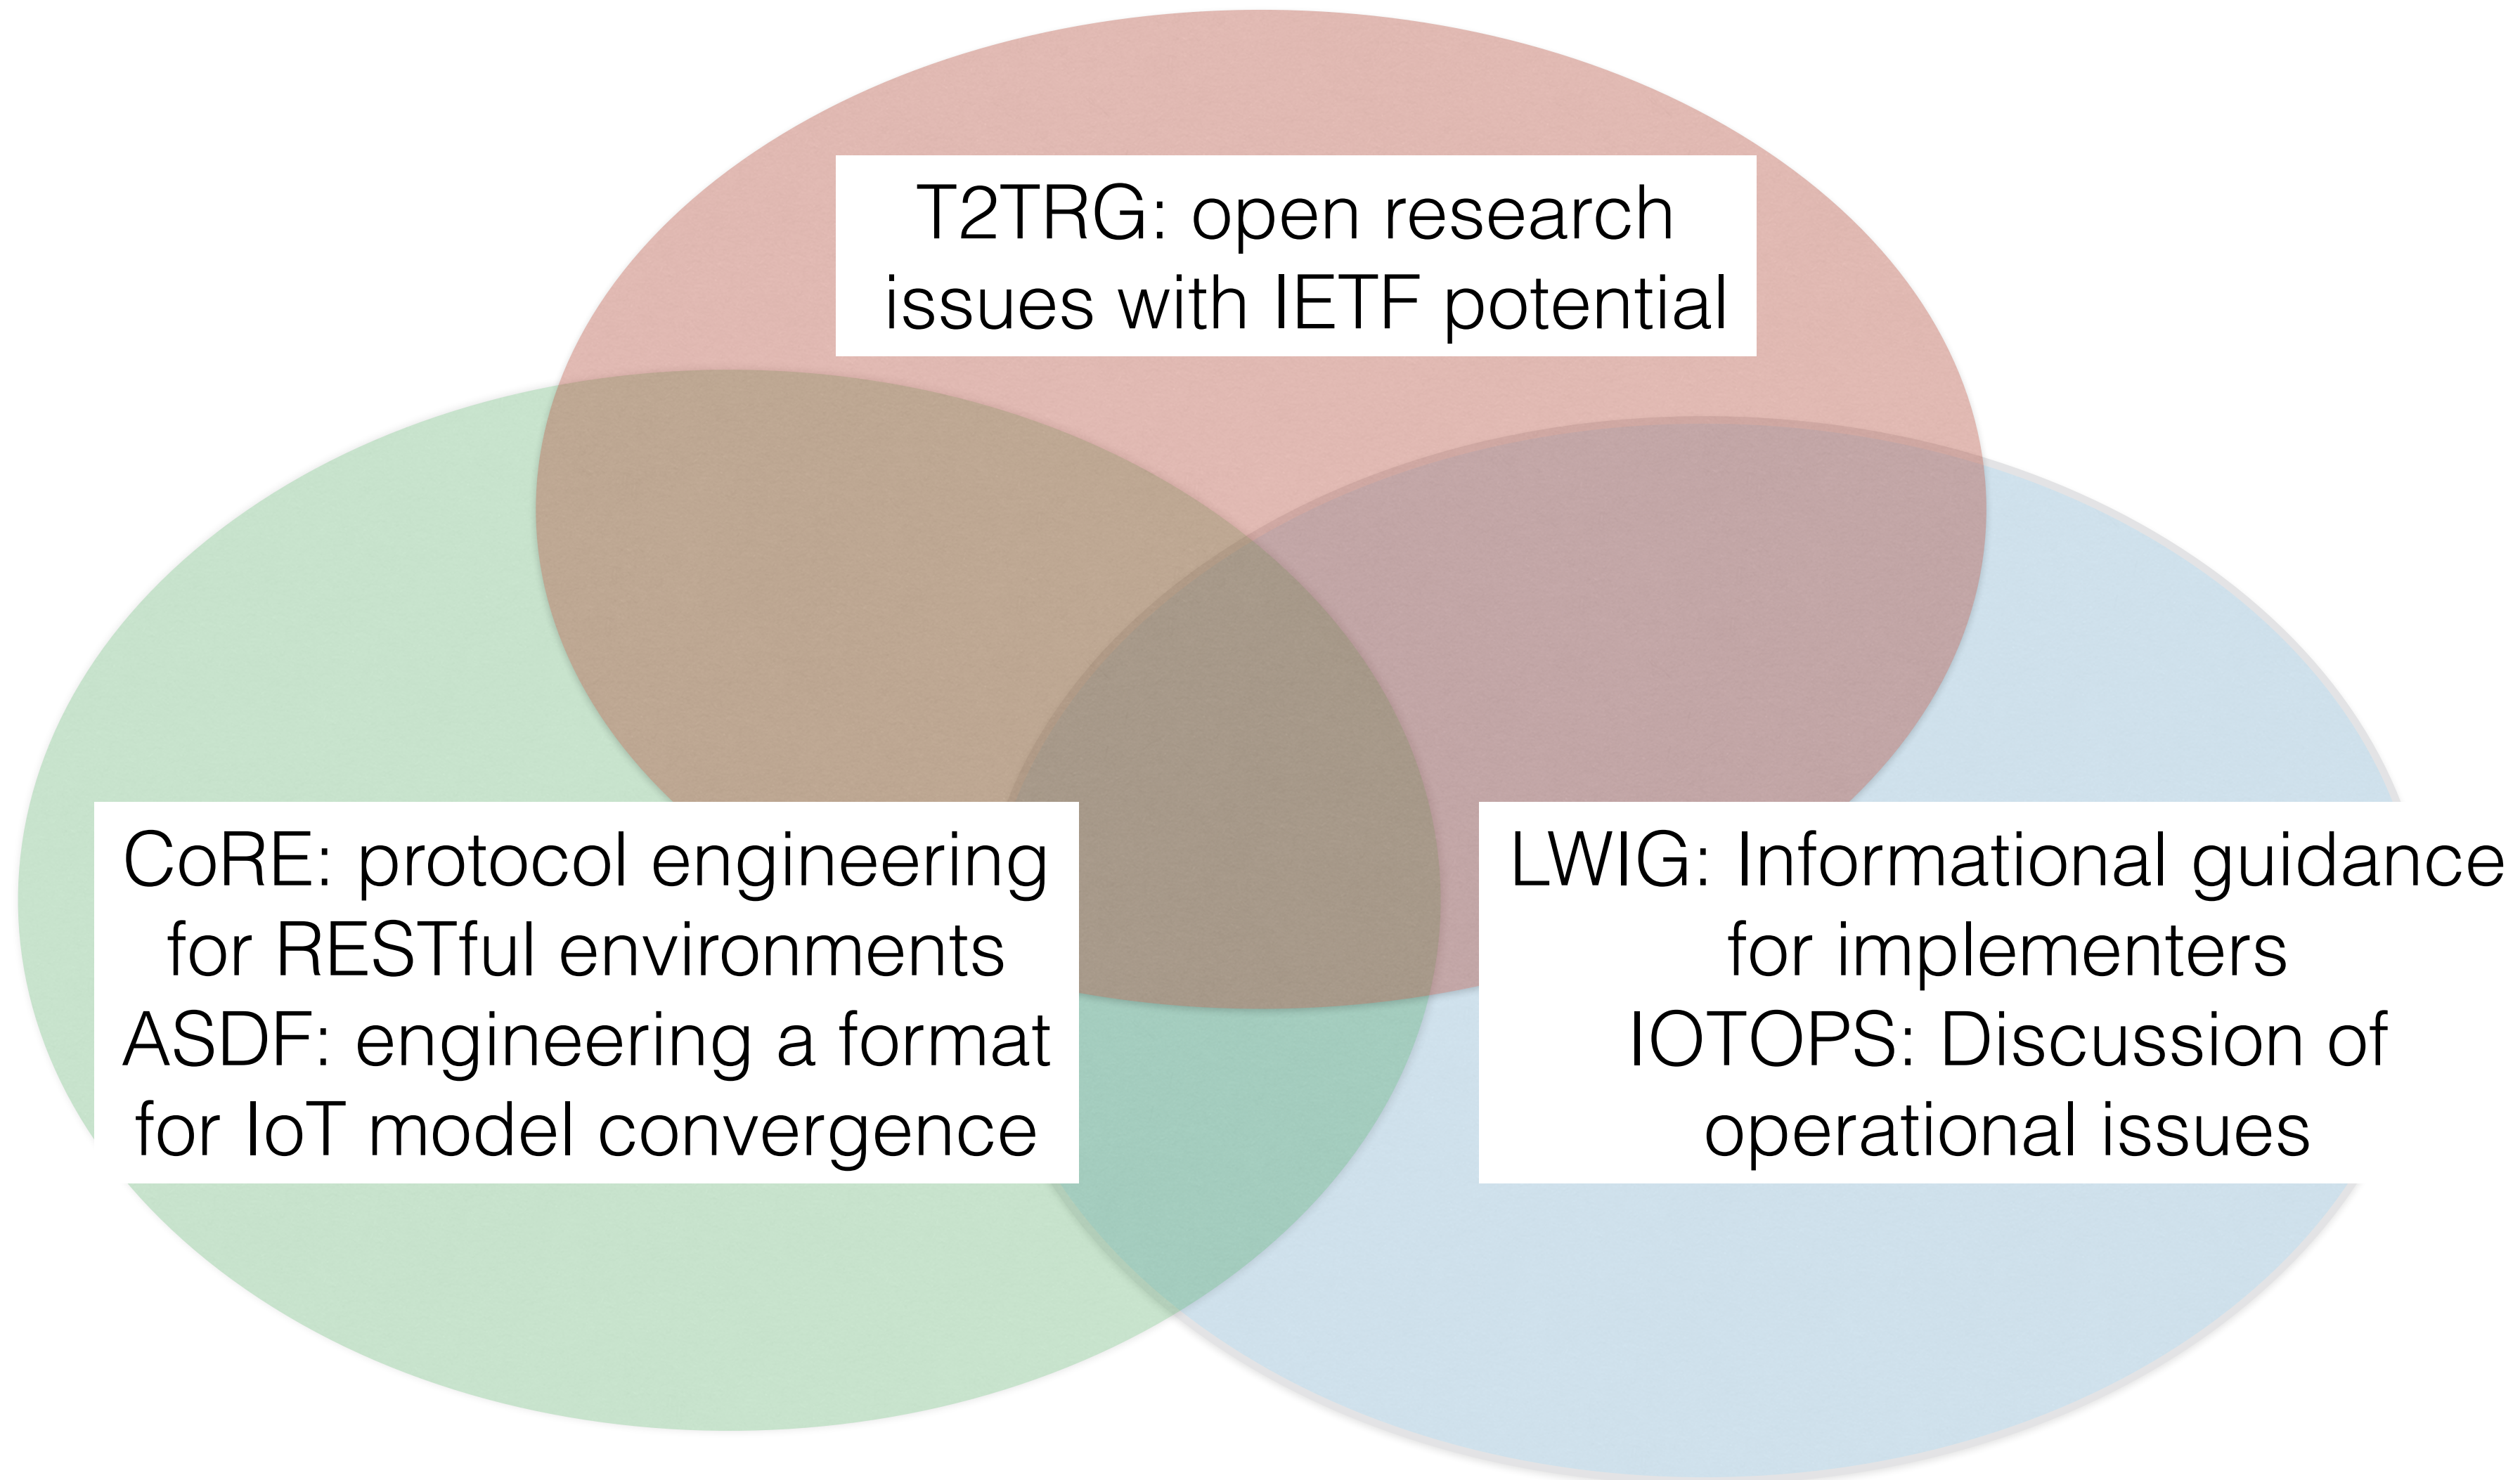 T2TRG: open research
issues with IETF potential
CoRE: protocol engineering
for RESTful environments
ASDF: engineering a format
for IoT model convergence
LWIG: Informational guidance
for implementers
IOTOPS: Discussion of
operational issues